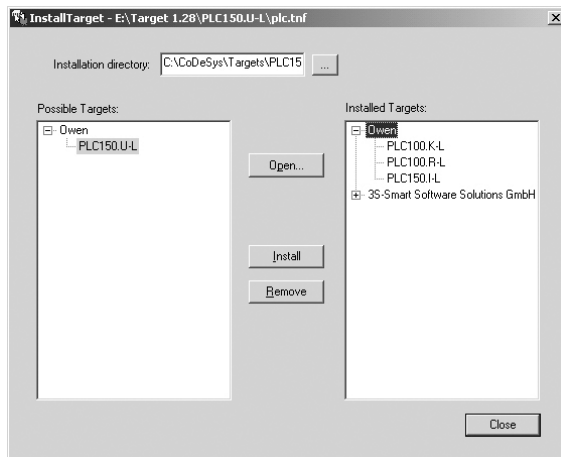 InstallTarget - E:\Target 1.28\PLC150.U-L\plc.tnf
Installation directory: C:\CoDeSys\Targets\PLC15 ...
Possible Targets:
Owen
PLC150.U-L
Open...
Install
Remove
Installed Targets:
Owen
PLC100.K-L
PLC100.R-L
PLC150.I-L
3S-Smart Software Solutions GmbH
Close